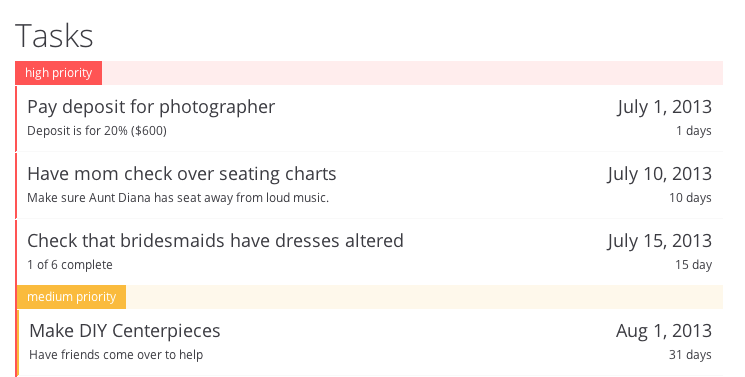 Tasks
high priority
Pay deposit for photographer July 1, 2013
Deposit is for 20% ($600) 1 days
Have mom check over seating charts July 10, 2013
Make sure Aunt Diana has seat away from loud music. 10 days
Check that bridesmaids have dresses altered July 15, 2013
1 of 6 complete 15 day
medium priority
Make DIY Centerpieces Aug 1, 2013
Have friends come over to help 31 days